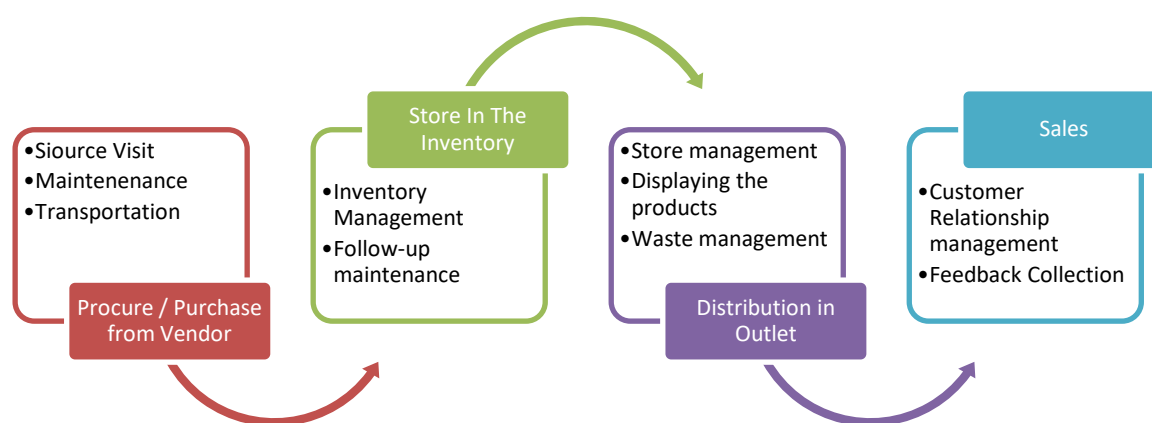 •Siource Visit
•Maintenenance
•Transportation
Procure / Purchase
from Vendor
Store In The
Inventory
•Inventory
Management
•Follow-up
maintenance
•Store management
•Displaying the
products
•Waste management
Distribution in
Outlet
Sales
•Customer
Relationship
management
•Feedback Collection